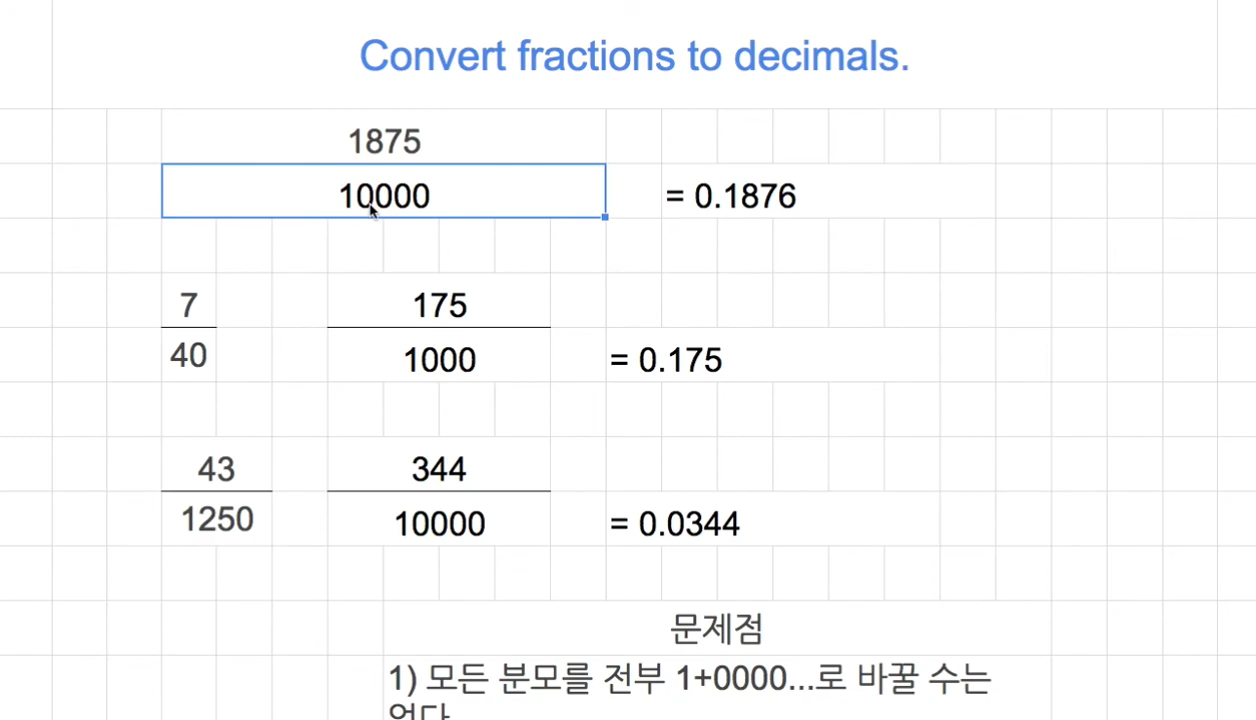 Convert fractions to decimals.
1875
10000 = 0.1876
7 175
40 1000 = 0.175
43 344
1250 10000 = 0.0344
문제점
1) 모든 분모를 전부 1+0000...로 바꿀 수는